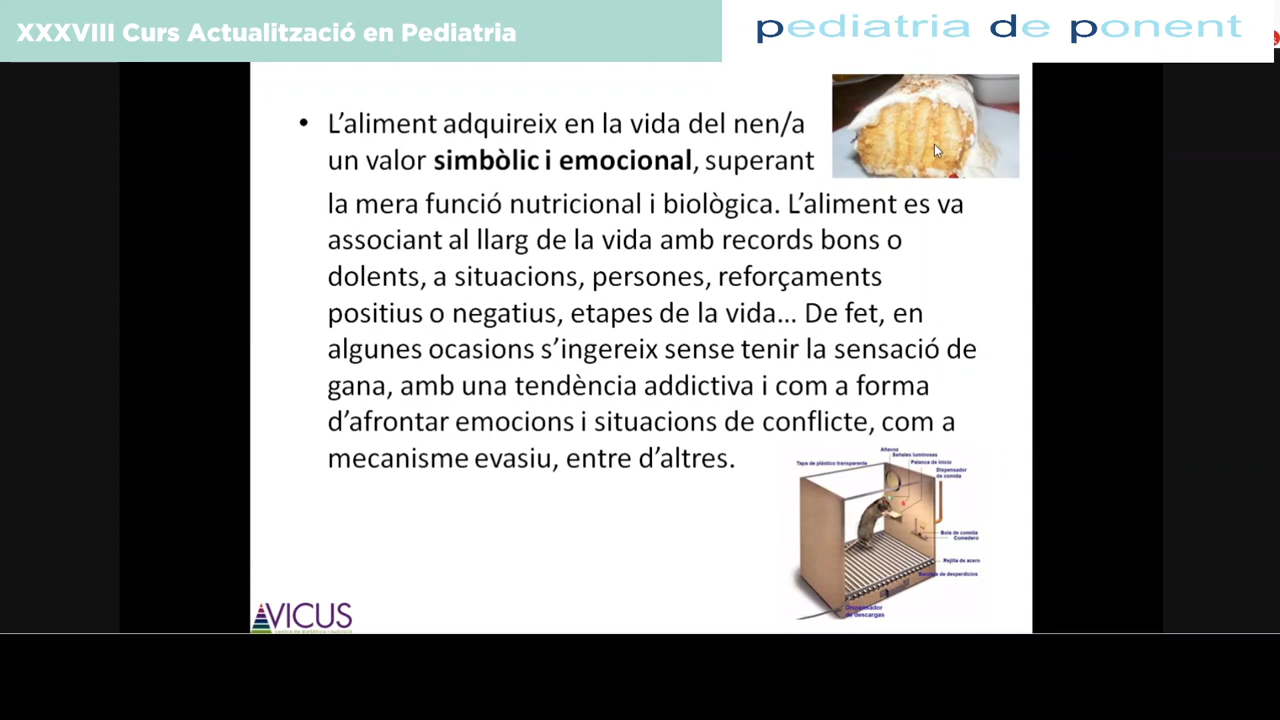 XXXVIII Curs Actualització en Pediatria
pediatria de ponent
• L’aliment adquireix en la vida del nen/a
un valor simbòlic i emocional, superant
la mera funció nutricional i biològica. L’aliment es va
associant al llarg de la vida amb records bons o
dolents, a situacions, persones, reforçaments
positius o negatius, etapes de la vida... De fet, en
algunes ocasions s’ingereix sense tenir la sensació de
gana, amb una tendència addictiva i com a forma
d’afrontar emocions i situacions de conflicte, com a
mecanisme evasiu, entre d’altres.
Altavoz
Señales luminosas
Tapa de plástico transparente
Palanca de inicio
Dispensador
de comida
Bola de comida
Comedero
Rejilla de acero
Bandeja de desperdicios
Dispensador
de descargas
VICUS